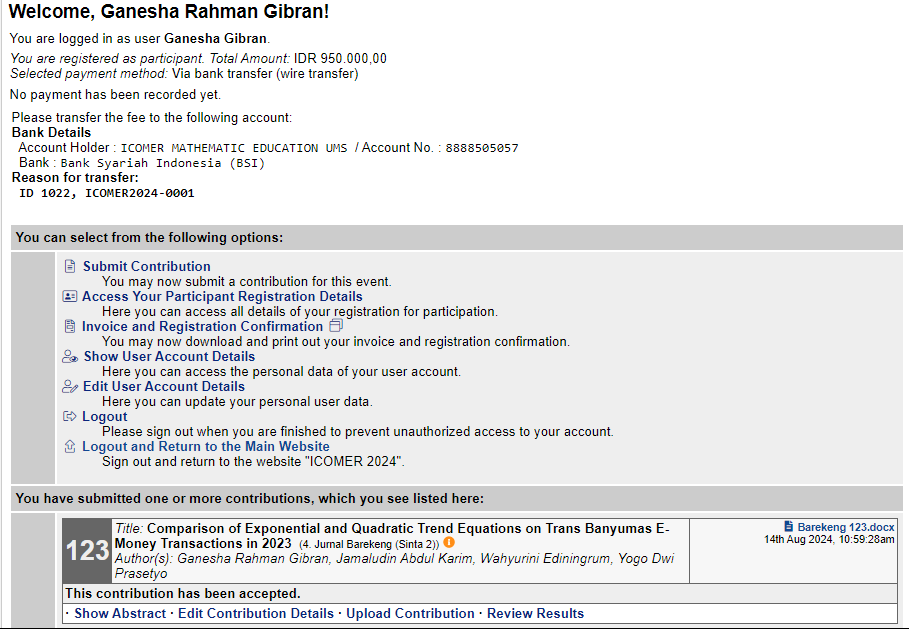 Welcome, Ganesha Rahman Gibran!
You are logged in as user Ganesha Gibran.
You are registered as participant. Total Amount: IDR 950.000,00
Selected payment method: Via bank transfer (wire transfer)
No payment has been recorded yet.
Please transfer the fee to the following account:
Bank Details
Account Holder : ICOMER MATHEMATIC EDUCATION UMS / Account No. : 8888505057
Bank : Bank Syariah Indonesia (BSI)
Reason for transfer:
ID 1022, ICOMER2024-0001
You can select from the following options:
Submit Contribution
You may now submit a contribution for this event.
Access Your Participant Registration Details
Here you can access all details of your registration for participation.
Invoice and Registration Confirmation
You may now download and print out your invoice and registration confirmation.
Show User Account Details
Here you can access the personal data of your user account.
Edit User Account Details
Here you can update your personal user data.
Logout
Please sign out when you are finished to prevent unauthorized access to your account.
Logout and Return to the Main Website
Sign out and return to the website "ICOMER 2024".
You have submitted one or more contributions, which you see listed here:
123
Title: Comparison of Exponential and Quadratic Trend Equations on Trans Banyumas E-
Money Transactions in 2023 (4. Jurnal Barekeng (Sinta 2))
Author(s): Ganesha Rahman Gibran, Jamaludin Abdul Karim, Wahyurini Ediningrum, Yogo Dwi
Prasetyo
Barekeng 123.docx
14th Aug 2024, 10:59:28am
This contribution has been accepted.
· Show Abstract · Edit Contribution Details · Upload Contribution · Review Results